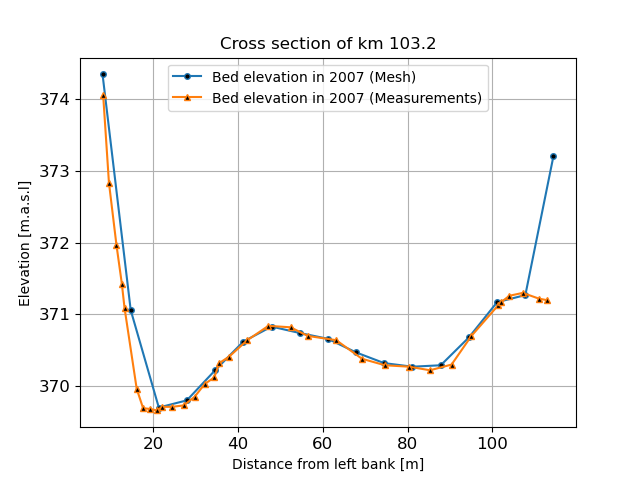 Cross section of km 103.2
Bed elevation in 2007 (Mesh)
Bed elevation in 2007 (Measurements)
Elevation [m.a.s.l]
374
373
372
371
370
20 40 60 80 100
Distance from left bank [m]